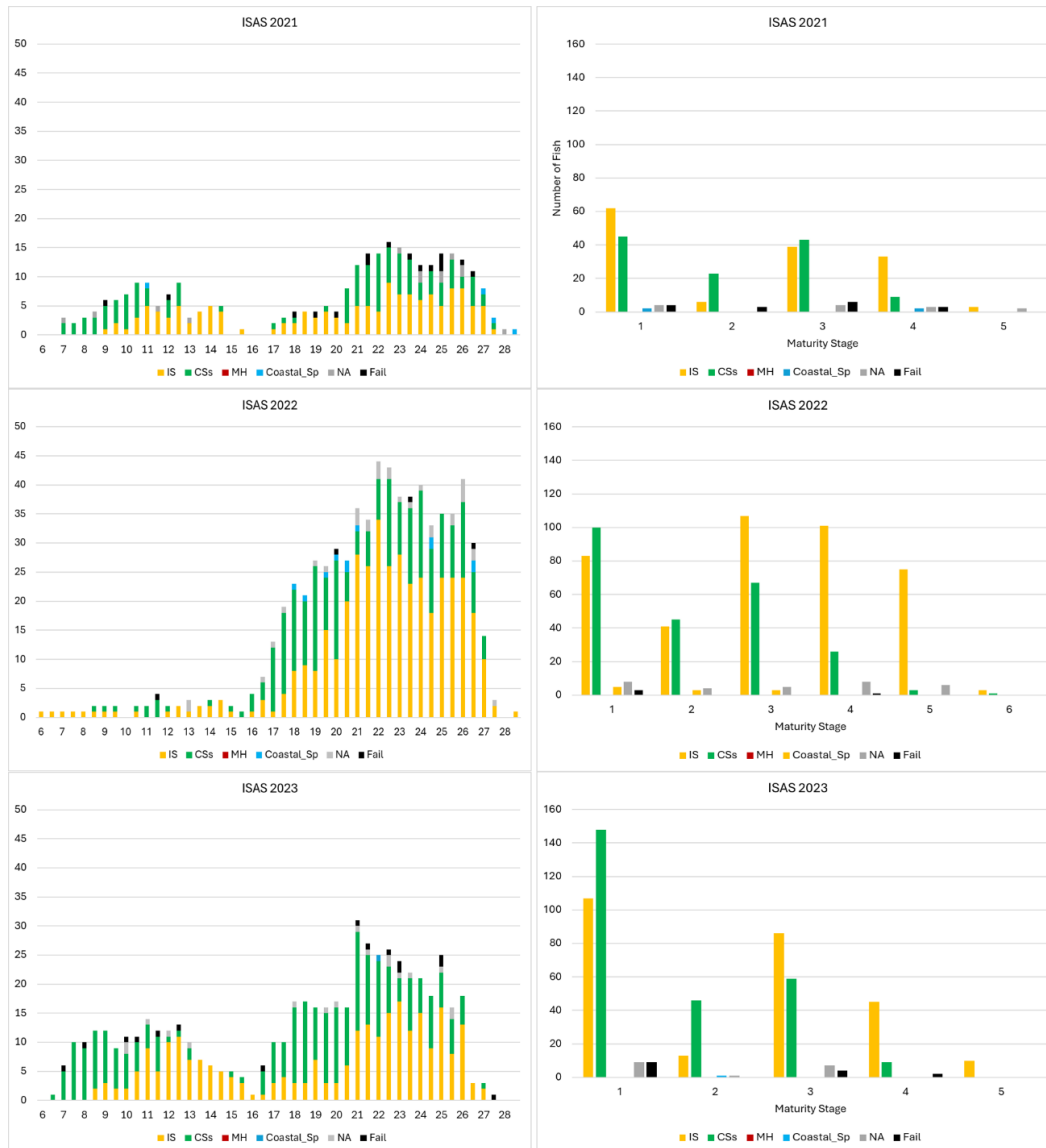 ISAS 2021
50
45
40
35
30
25
20
15
10
5
0
6 7 8 9 10 11 12 13 14 15 16 17 18 19 20 21 22 23 24 25 26 27 28
IS CSs MH Coastal_Sp NA Fail
ISAS 2021
160
140
120
100
80
60
40
20
0
Number of Fish
1 2 3 4 5
Maturity Stage
IS CSs MH Coastal_Sp NA Fail
ISAS 2022
50
45
40
35
30
25
20
15
10
5
0
6 7 8 9 10 11 12 13 14 15 16 17 18 19 20 21 22 23 24 25 26 27 28
IS CSs MH Coastal_Sp NA Fail
ISAS 2022
160
140
120
100
80
60
40
20
0
1 2 3 4 5 6
Maturity Stage
IS CSs MH Coastal_Sp NA Fail
ISAS 2023
50
45
40
35
30
25
20
15
10
5
0
6 7 8 9 10 11 12 13 14 15 16 17 18 19 20 21 22 23 24 25 26 27 28
IS CSs MH Coastal_Sp NA Fail
ISAS 2023
160
140
120
100
80
60
40
20
0
1 2 3 4 5
Maturity Stage
IS CSs MH Coastal_Sp NA Fail